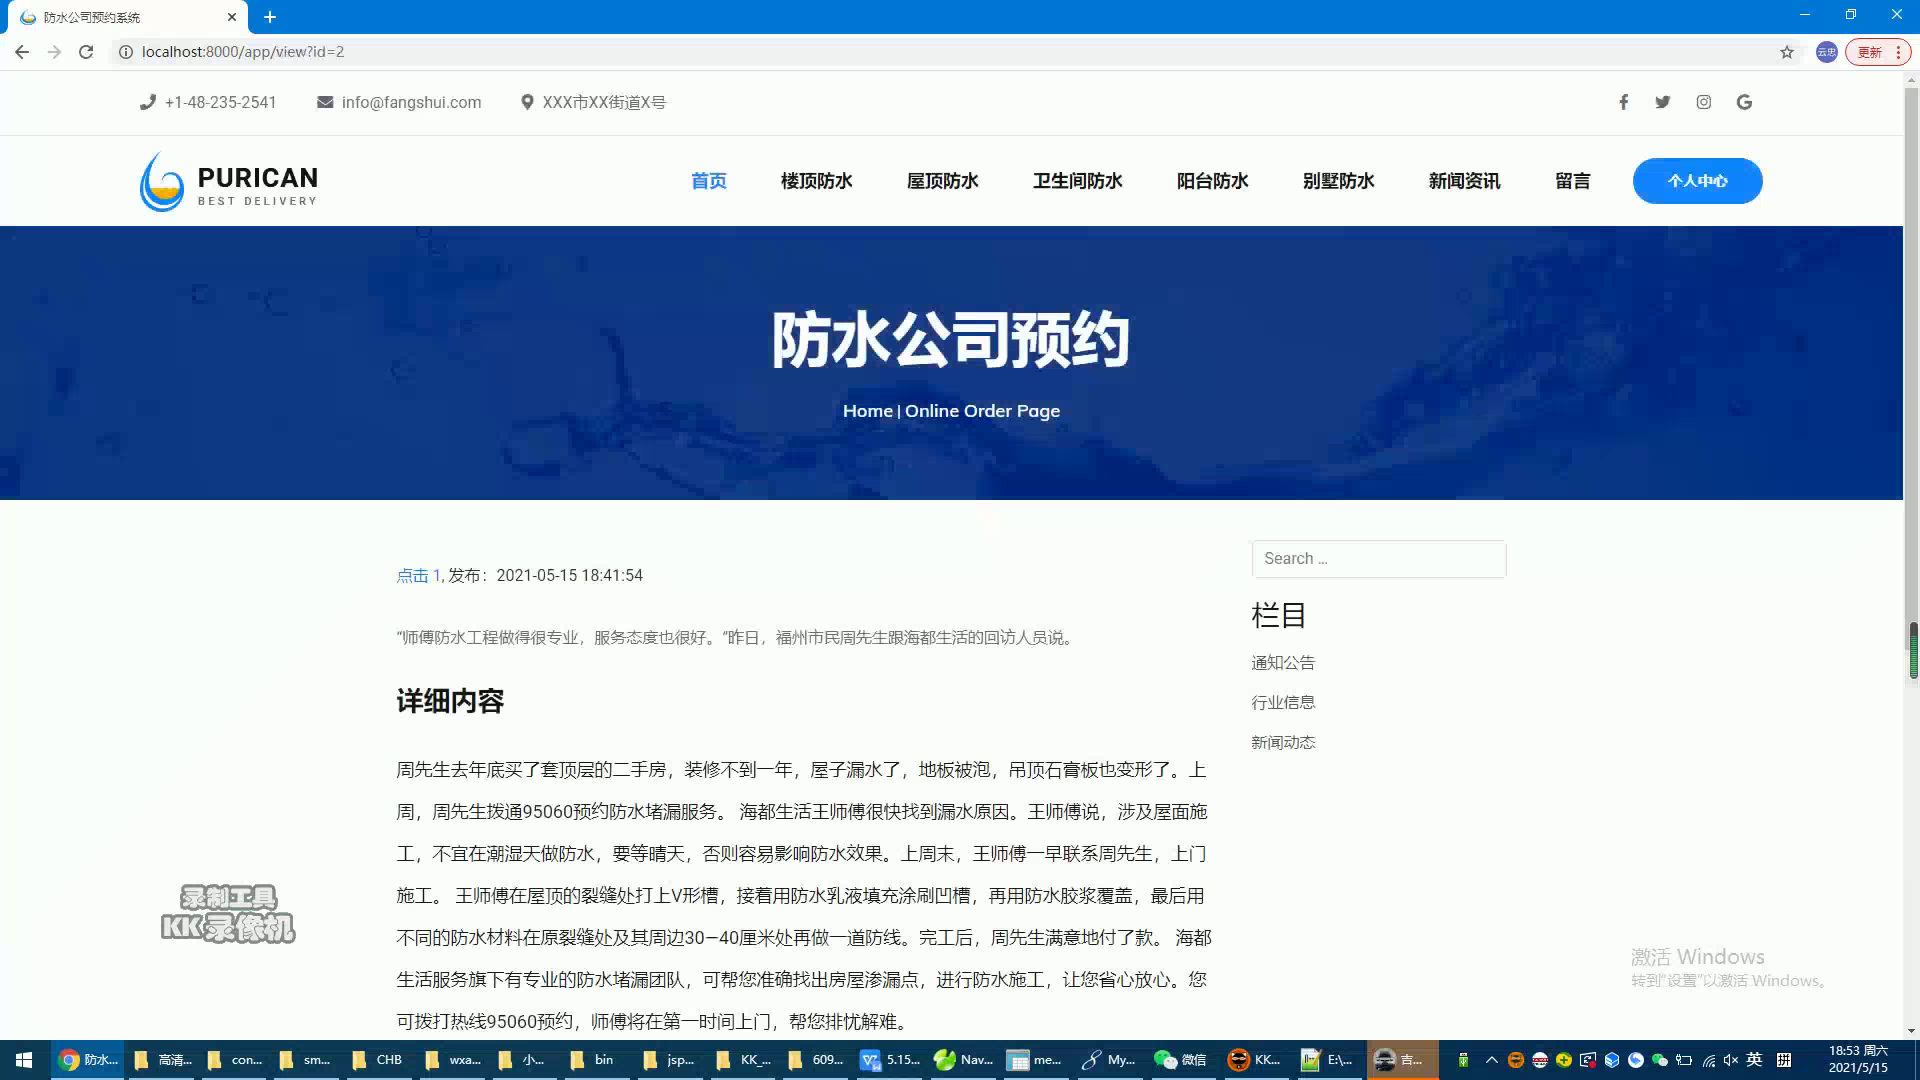 防水公司预约系统
localhost:8000/app/view?id=2
云忠
更新
+1-48-235-2541
info@fangshui.com
XXX市XX街道X号
PURICAN
BEST DELIVERY
首页
楼顶防水
屋顶防水
卫生间防水
阳台防水
别墅防水
新闻资讯
留言
个人中心
防水公司预约
Home | Online Order Page
点击 1, 发布：2021-05-15 18:41:54
Search ...
“师傅防水工程做得很专业，服务态度也很好。”昨日，福州市民周先生跟海都生活的回访人员说。
栏目
通知公告
行业信息
新闻动态
详细内容
周先生去年底买了套顶层的二手房，装修不到一年，屋子漏水了，地板被泡，吊顶石膏板也变形了。上
周，周先生拨通95060预约防水堵漏服务。 海都生活王师傅很快找到漏水原因。王师傅说，涉及屋面施
工，不宜在潮湿天做防水，要等晴天，否则容易影响防水效果。上周末，王师傅一早联系周先生，上门
施工。 王师傅在屋顶的裂缝处打上V形槽，接着用防水乳液填充涂刷凹槽，再用防水胶浆覆盖，最后用
不同的防水材料在原裂缝处及其周边30—40厘米处再做一道防线。完工后，周先生满意地付了款。 海都
生活服务旗下有专业的防水堵漏团队，可帮您准确找出房屋渗漏点，进行防水施工，让您省心放心。您
可拨打热线95060预约，师傅将在第一时间上门，帮您排忧解难。
录制工具
KK录像机
激活 Windows
转到“设置”以激活 Windows。
防水...
高清...
con...
sm...
CHB
wxa...
小...
bin
jsp...
KK_...
609...
5.15...
Nav...
me...
My...
微信
KK...
E:\...
吉...
英
拼
18:53 周六
2021/5/15